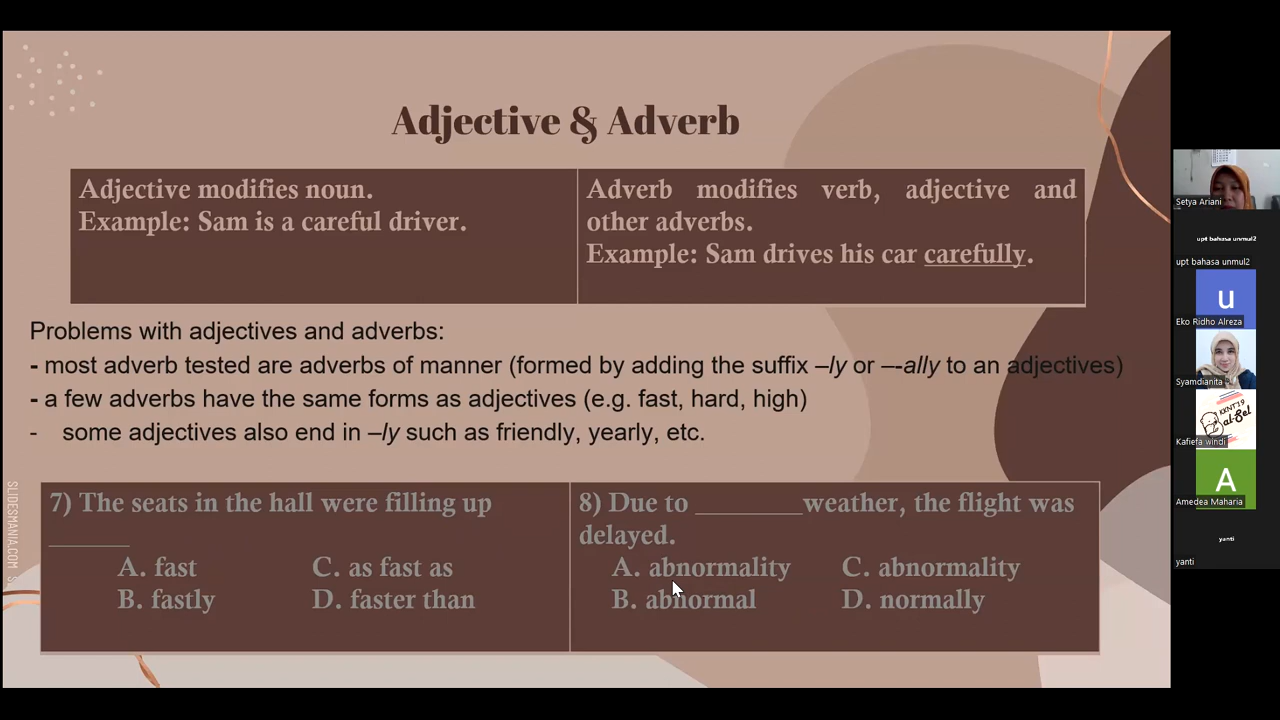 Adjective & Adverb
Adjective modifies noun.
Example: Sam is a careful driver.
Adverb modifies verb, adjective and
other adverbs.
Example: Sam drives his car carefully.
Problems with adjectives and adverbs:
- most adverb tested are adverbs of manner (formed by adding the suffix –ly or –-ally to an adjectives)
- a few adverbs have the same forms as adjectives (e.g. fast, hard, high)
- some adjectives also end in –ly such as friendly, yearly, etc.
7) The seats in the hall were filling up
______
A. fast C. as fast as
B. fastly D. faster than
8) Due to ________weather, the flight was
delayed.
A. abnormality C. abnormality
B. abnormal D. normally
SLIDESMANIA.COM
Setya Ariani
upt bahasa unmul2
upt bahasa unmul2
u
Eko Ridho Alreza
Syamdianita
KKNT19
al-Bel
Kafiefa windi
A
Amedea Maharia
yanti
yanti